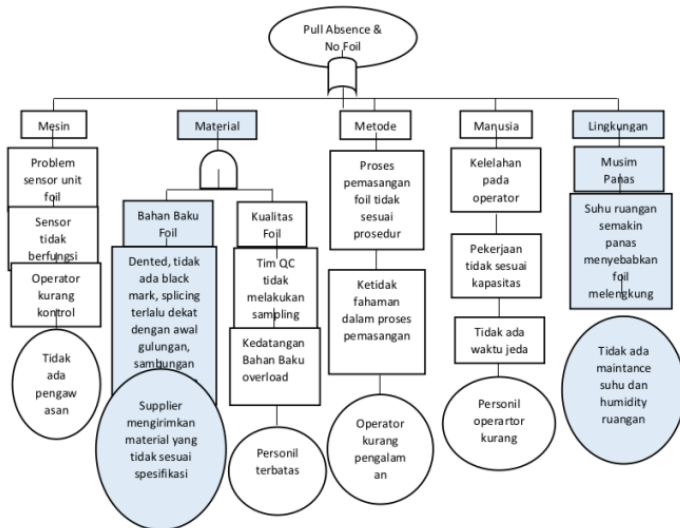 Pull Absence &
No Foil
Mesin
Material
Metode
Manusia
Lingkungan
Problem
sensor unit
foil
Sensor
tidak
berfungsi
Operator
kurang
kontrol
Tidak
ada
pengaw
asan
Bahan Baku
Foil
Dented, tidak
ada black
mark, splicing
terlalu dekat
dengan awal
gulungan,
sambungan
Supplier
mengirimkan
material yang
tidak sesuai
spesifikasi
Kualitas
Foil
Tim QC
tidak
melakukan
sampling
Kedatangan
Bahan Baku
overload
Personil
terbatas
Proses
pemasangan
foil tidak
sesuai
prosedur
Ketidak
fahaman
dalam proses
pemasangan
Operator
kurang
pengalam
an
Kelelahan
pada
operator
Pekerjaan
tidak sesuai
kapasitas
Tidak ada
waktu jeda
Personil
operartor
kurang
Musim
Panas
Suhu ruangan
semakin
panas
menyebabkan
foil
melengkung
Tidak ada
maintance
suhu dan
humidity
ruangan